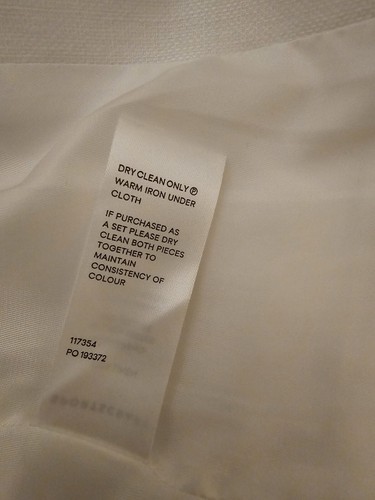 DRY CLEAN ONLY Ⓟ
WARM IRON UNDER
CLOTH
IF PURCHASED AS
A SET PLEASE DRY
CLEAN BOTH PIECES
TOGETHER TO
MAINTAIN
CONSISTENCY OF
COLOUR
117354
PO 193372